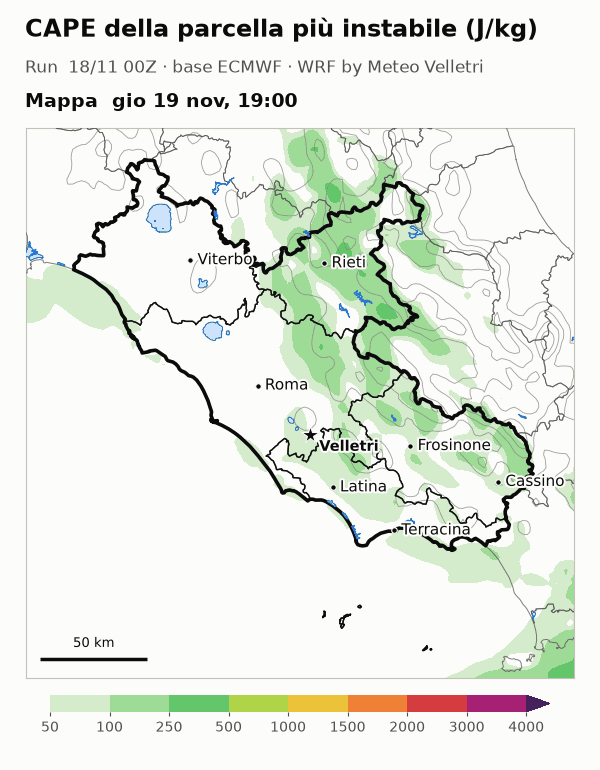 CAPE della parcella più instabile (J/kg)
Run  18/11 00Z · base ECMWF · WRF by Meteo Velletri
Mappa  gio 19 nov, 19:00
Viterbo
Rieti
Roma
Velletri
Frosinone
Latina
Cassino
Terracina
50 km
50 100 250 500 1000 1500 2000 3000 4000